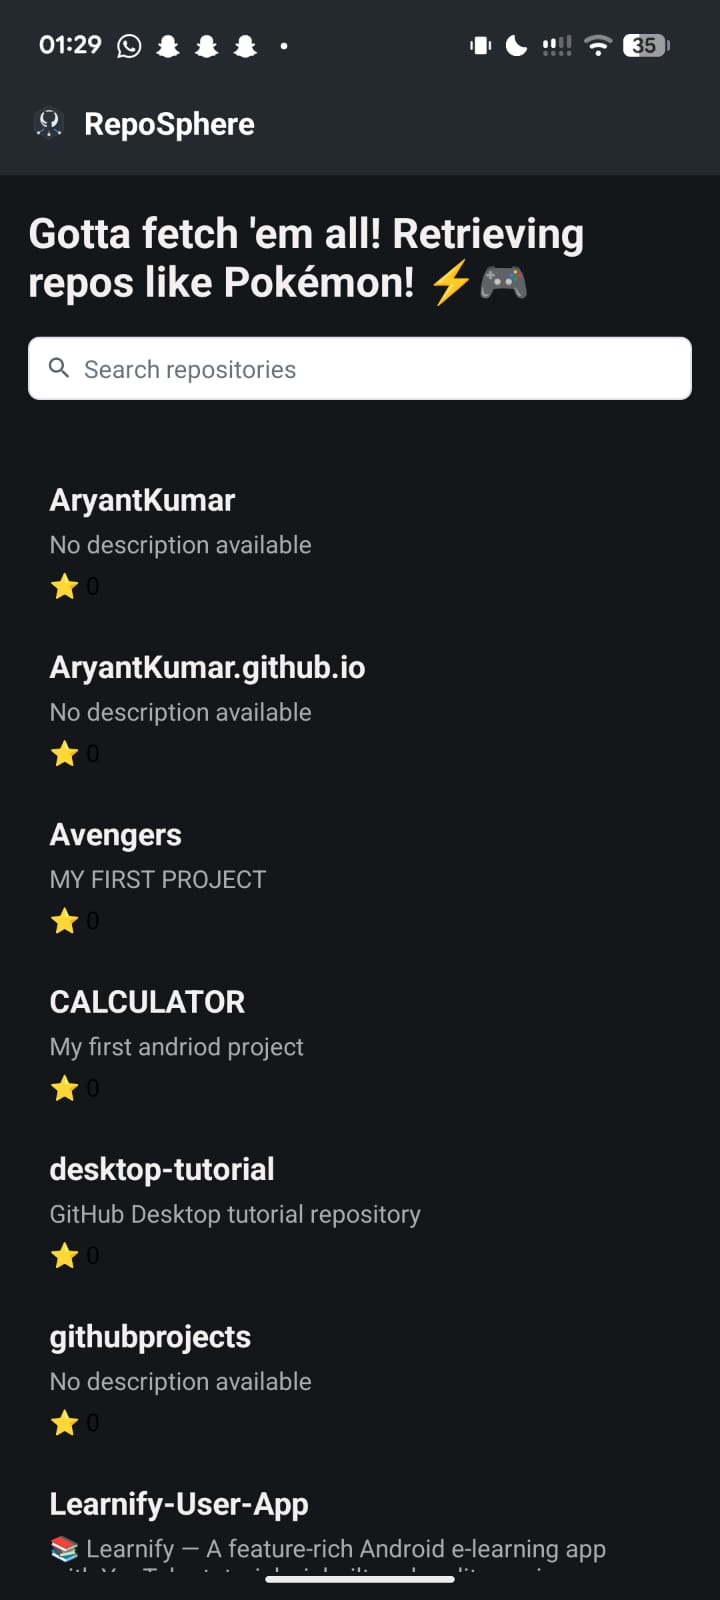 01:29
35
RepoSphere
Gotta fetch 'em all! Retrieving
repos like Pokémon! ⚡🎮
Search repositories
AryantKumar
No description available
⭐ 0
AryantKumar.github.io
No description available
⭐ 0
Avengers
MY FIRST PROJECT
⭐ 0
CALCULATOR
My first andriod project
⭐ 0
desktop-tutorial
GitHub Desktop tutorial repository
⭐ 0
githubprojects
No description available
⭐ 0
Learnify-User-App
📚 Learnify — A feature-rich Android e-learning app